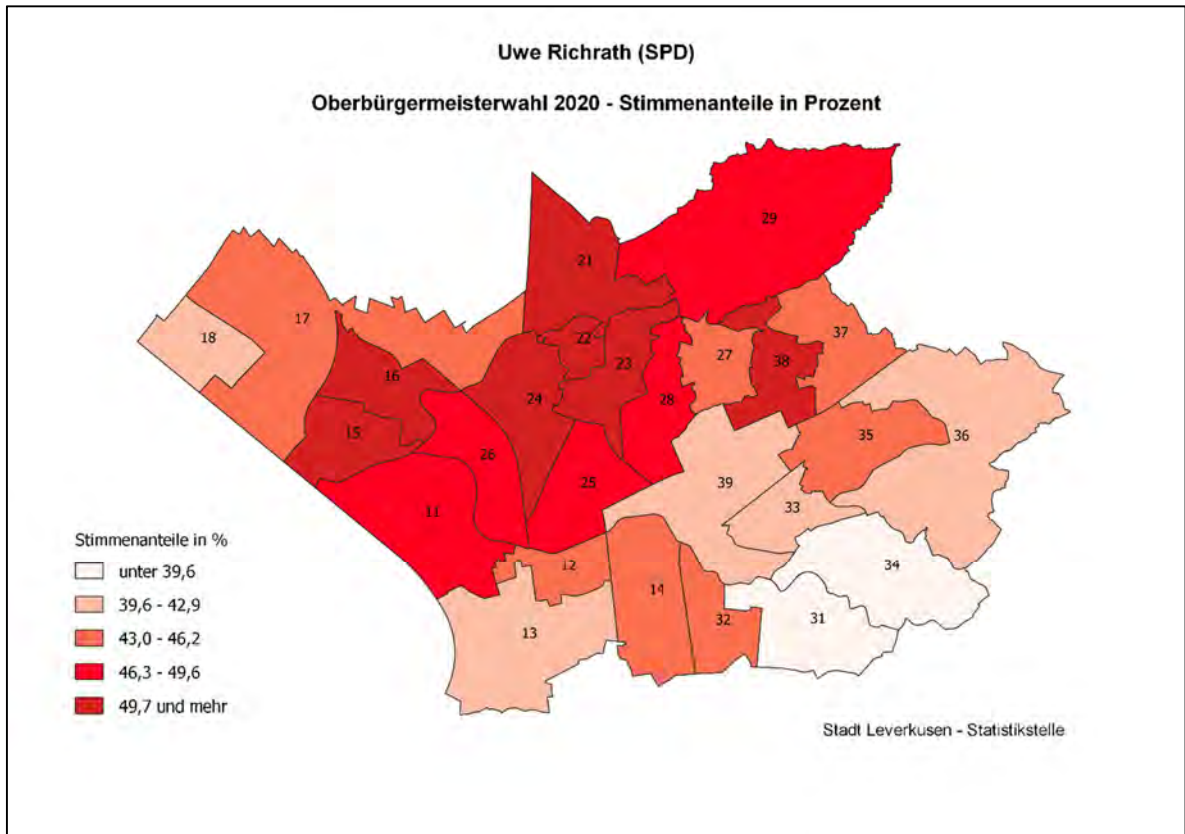 Uwe Richrath (SPD)
Oberbürgermeisterwahl 2020 - Stimmenanteile in Prozent
29
21
17
18
22
23
27
37
38
16
24
28
15
35
36
26
25
39
11
33
12
34
14
32
31
13
Stimmenanteile in %
unter 39,6
39,6 - 42,9
43,0 - 46,2
46,3 - 49,6
49,7 und mehr
Stadt Leverkusen - Statistikstelle